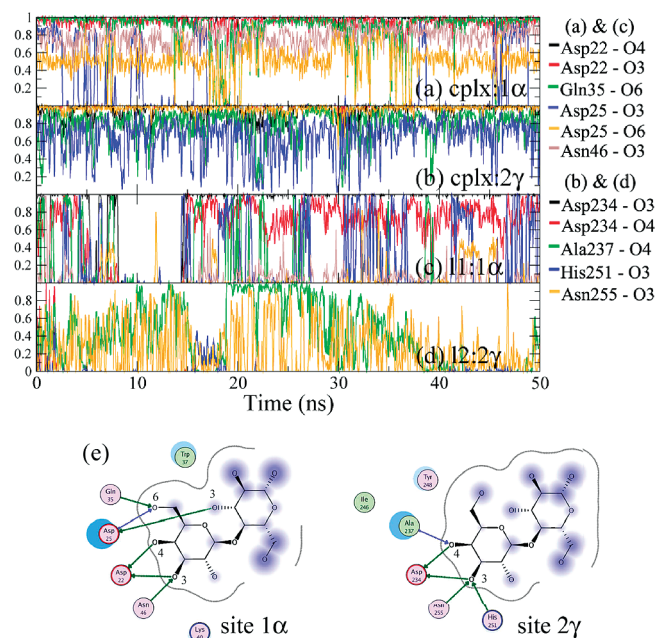 1
0.8
0.6
0.4
0.2
(a) cplx:1α
0.8
0.6
0.4
0.2
(b) cplx:2γ
0.8
0.6
0.4
0.2
(c) l1:1α
0.8
0.6
0.4
0.2
0
(d) l2:2γ
0 10 20 30 40 50
Time (ns)
(a) & (c)
Asp22 - O4
Asp22 - O3
Gln35 - O6
Asp25 - O3
Asp25 - O6
Asn46 - O3
(b) & (d)
Asp234 - O3
Asp234 - O4
Ala237 - O4
His251 - O3
Asn255 - O3
(e)
Trp
37
Gln
35
Asp
25
Asp
22
Asn
46
Lys
6
3
4
3
O
O
O
O
O
O
O
O
O
O
O
site 1α
Ile
246
Tyr
248
Ala
237
Asp
234
255
His
251
4
3
O
O
O
O
O
O
O
O
O
O
O
site 2γ